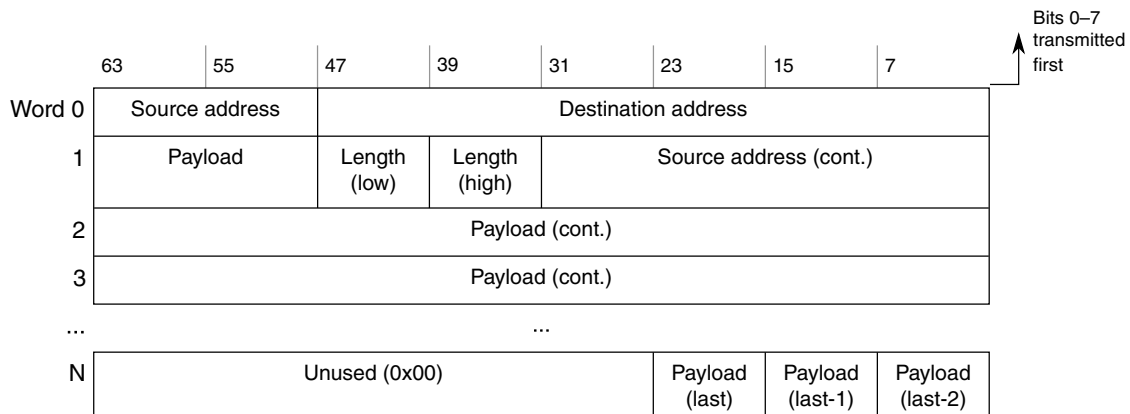 Bits 0–7
transmitted
first
63 55 47 39 31 23 15 7
Word 0 Source address Destination address
1 Payload Length Length Source address (cont.)
(low) (high)
2 Payload (cont.)
3 Payload (cont.)
... ...
N Unused (0x00) Payload Payload Payload
(last) (last-1) (last-2)